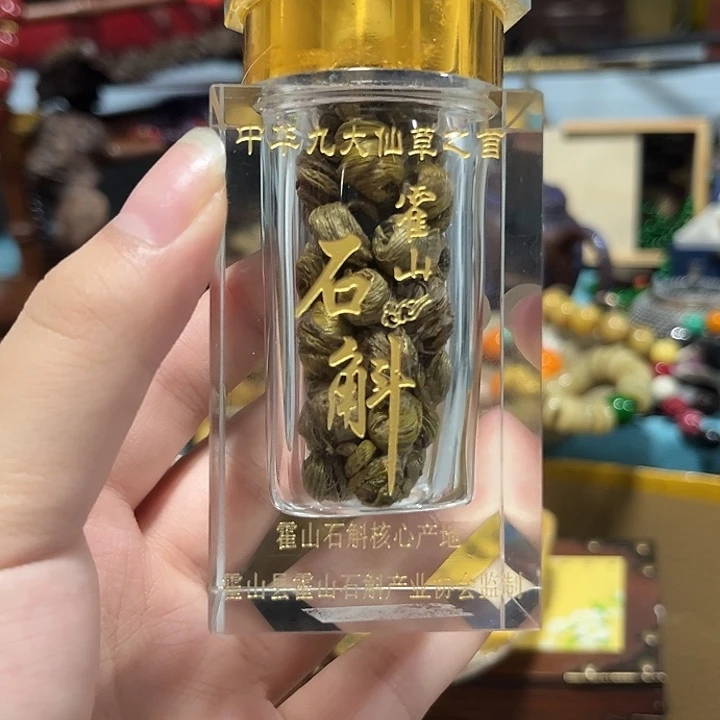 中华九大仙草之首
霍山
石斛
霍山石斛核心产地
霍山县霍山石斛产业协会监制